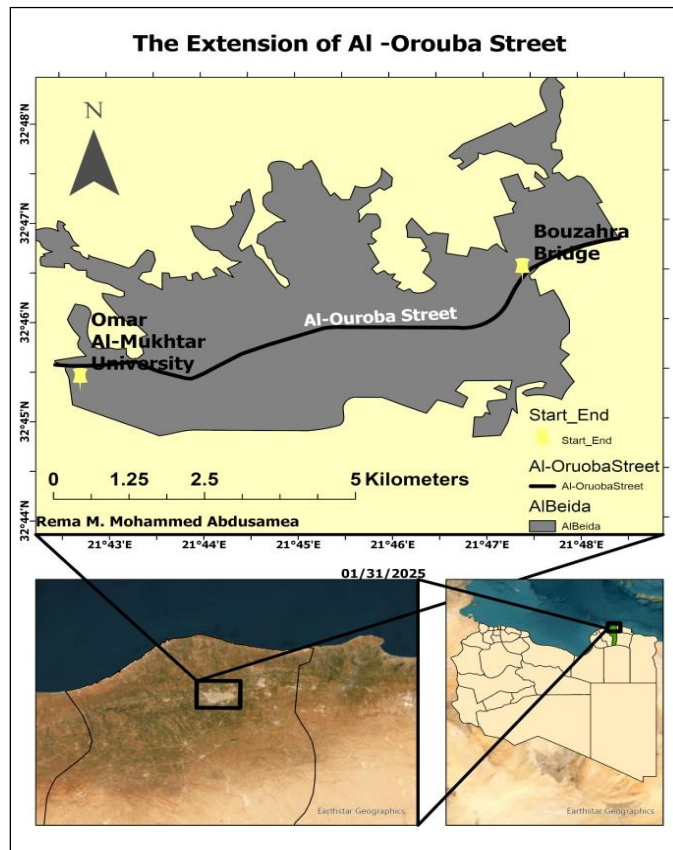 The Extension of Al -Orouba Street
N
32°48'N
32°47'N
32°46'N
32°45'N
32°44'N
Bouzahra
Bridge
Al-Ouroba Street
Omar
Al-Mukhtar
University
Start_End
Start_End
Al-OruobaStreet
Al-OruobaStreet
AlBeida
AlBeida
0 1.25 2.5 5 Kilometers
Rema M. Mohammed Abdusamea
21°43'E 21°44'E 21°45'E 21°46'E 21°47'E 21°48'E
01/31/2025
Earthstar Geographics
Earthstar Geographics